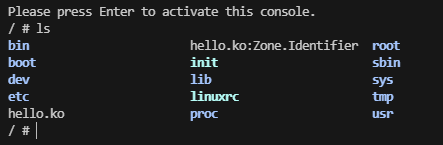 Please press Enter to activate this console.
/ # ls
bin hello.ko:Zone.Identifier root
boot init sbin
dev lib sys
etc linuxrc tmp
hello.ko proc usr
/ #